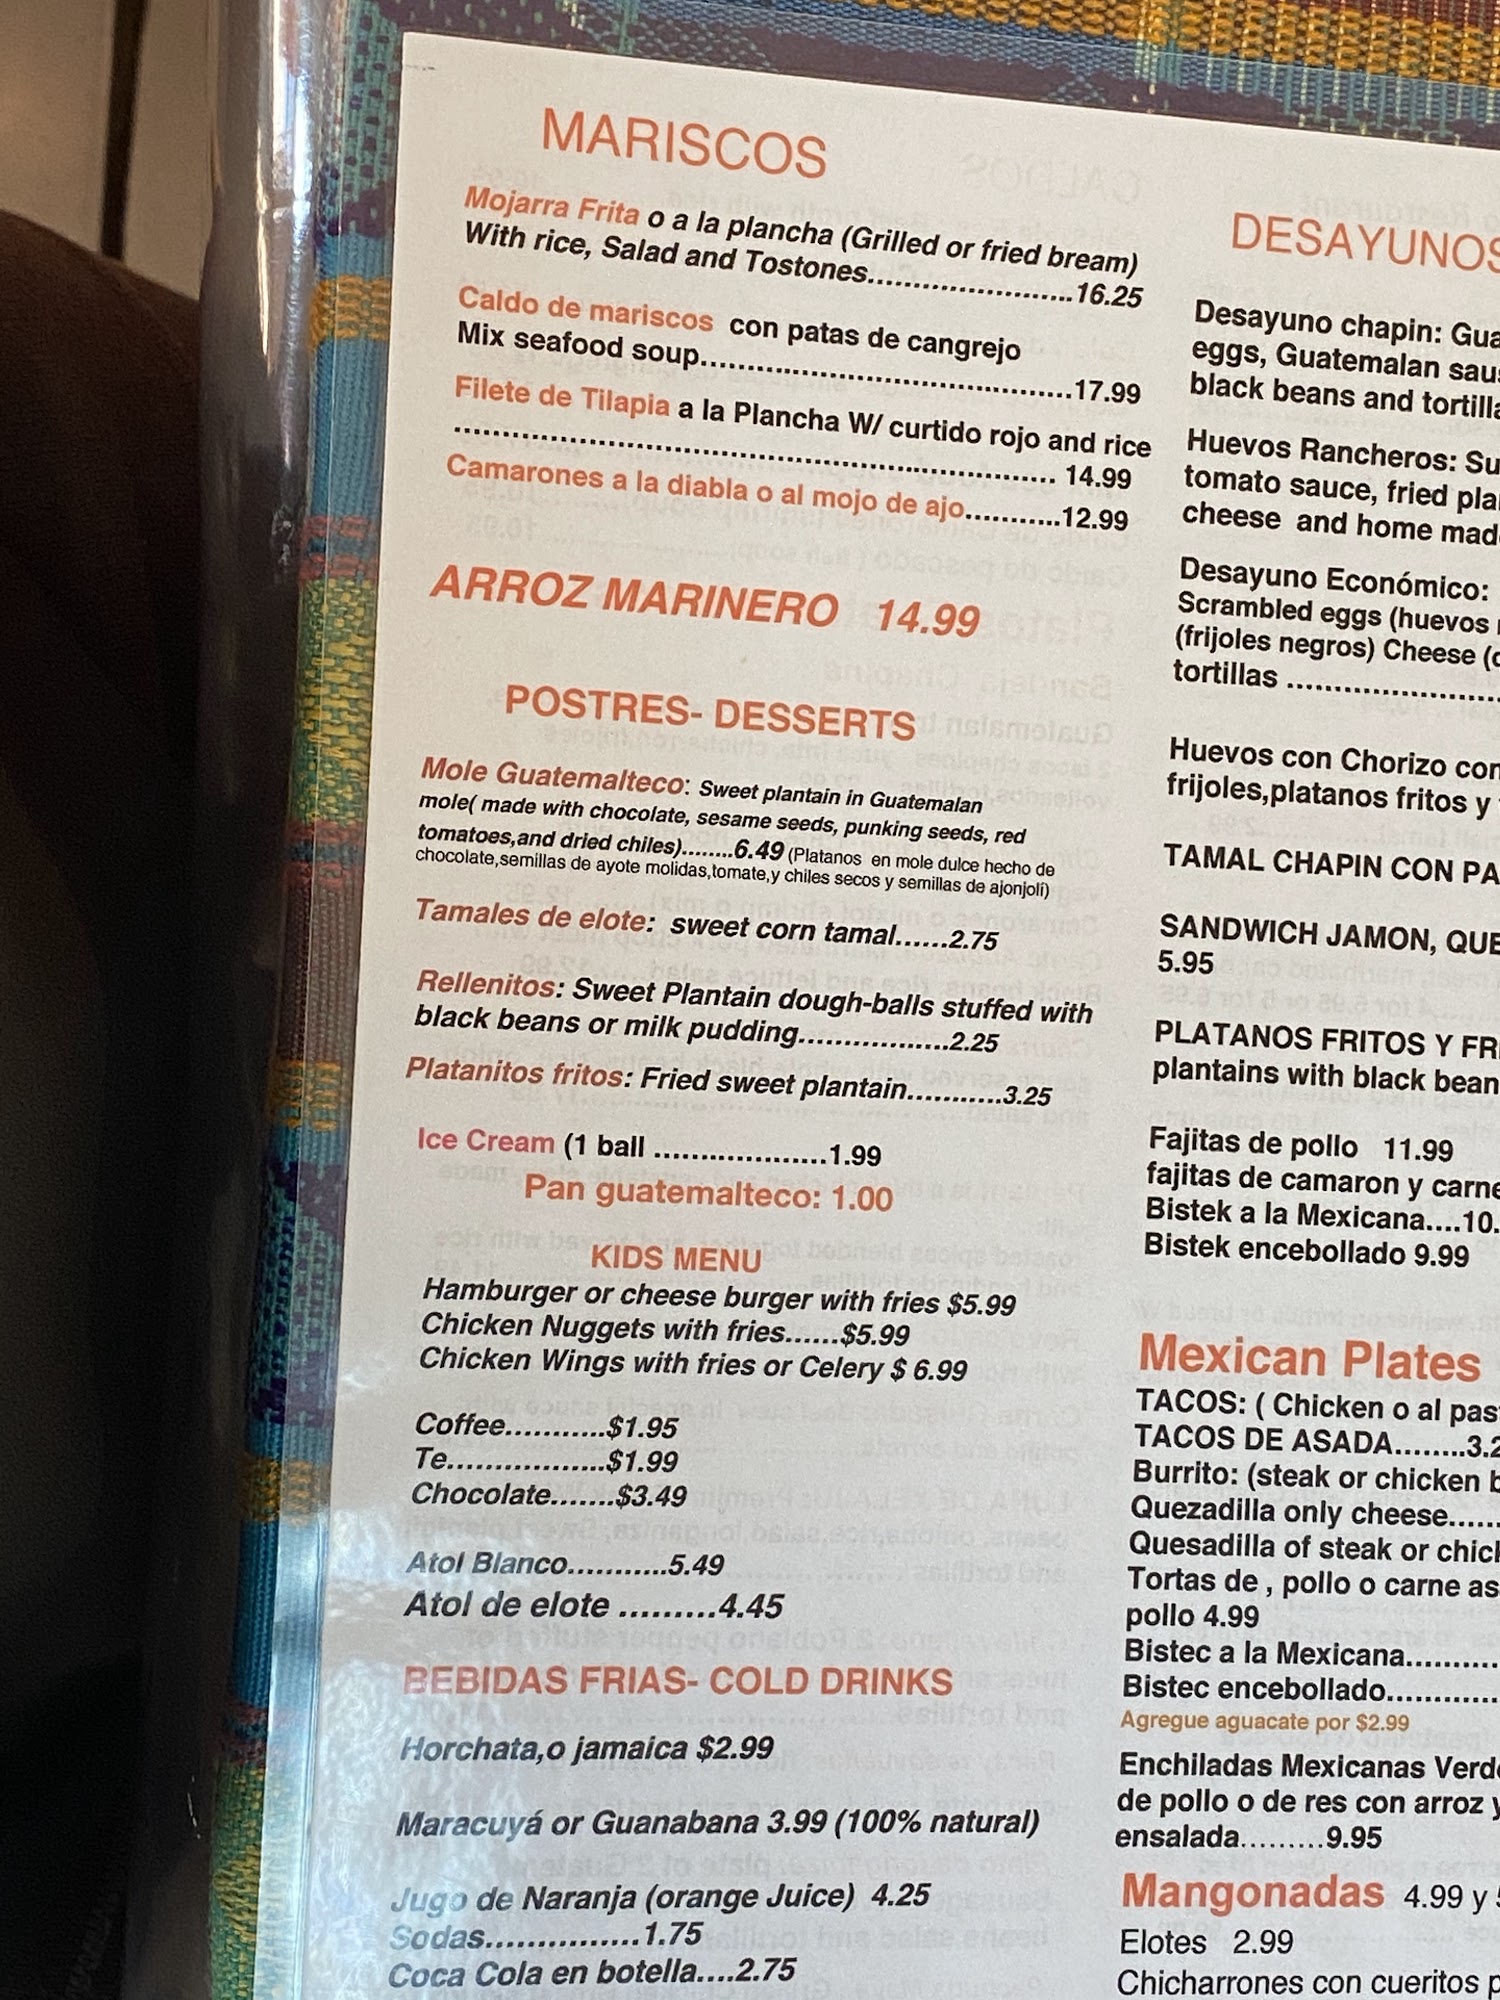 MARISCOS
Mojarra Frita o a la plancha (Grilled or fried bream)
With rice, Salad and Tostones.....................16.25
Caldo de mariscos con patas de cangrejo
Mix seafood soup......................................17.99
Filete de Tilapia a la Plancha W/ curtido rojo and rice
.............................................................. 14.99
Camarones a la diabla o al mojo de ajo..........12.99
ARROZ MARINERO 14.99
POSTRES- DESSERTS
Mole Guatemalteco: Sweet plantain in Guatemalan
mole( made with chocolate, sesame seeds, punking seeds, red
tomatoes,and dried chiles)........6.49 (Platanos en mole dulce hecho de
chocolate,semillas de ayote molidas,tomate,y chiles secos y semillas de ajonjoli)
Tamales de elote: sweet corn tamal......2.75
Rellenitos: Sweet Plantain dough-balls stuffed with
black beans or milk pudding.................2.25
Platanitos fritos: Fried sweet plantain...........3.25
Ice Cream (1 ball ...................1.99
Pan guatemalteco: 1.00
KIDS MENU
Hamburger or cheese burger with fries $5.99
Chicken Nuggets with fries......$5.99
Chicken Wings with fries or Celery $ 6.99
Coffee...........$1.95
Te.................$1.99
Chocolate.......$3.49
Atol Blanco...........5.49
Atol de elote .........4.45
BEBIDAS FRIAS- COLD DRINKS
Horchata,o jamaica $2.99
Maracuyá or Guanabana 3.99 (100% natural)
Jugo de Naranja (orange Juice) 4.25
Sodas...............1.75
Coca Cola en botella....2.75
DESAYUNOS
Desayuno chapin:
eggs, Guatemalan
black beans and
Huevos Rancheros:
tomato sauce, fried
cheese and home
Desayuno Económico:
Scrambled eggs (huevos
(frijoles negros) Cheese
tortillas ......................
Huevos con Chorizo
frijoles,platanos fritos y
TAMAL CHAPIN CON
SANDWICH JAMON,
5.95
PLATANOS FRITOS Y
plantains with black
Fajitas de pollo 11.99
fajitas de camaron y carne
Bistek a la Mexicana....10.
Bistek encebollado 9.99
Mexican Plates
TACOS: ( Chicken o al
TACOS DE ASADA........3.
Burrito: (steak or chicken
Quezadilla only cheese......
Quesadilla of steak or
Tortas de , pollo o carne
pollo 4.99
Bistec a la Mexicana..........
Bistec encebollado............
Agregue aguacate por $2.99
Enchiladas Mexicanas
de pollo o de res con arroz y
ensalada.........9.95
Mangonadas 4.99 y
Elotes 2.99
Chicharrones con cueritos